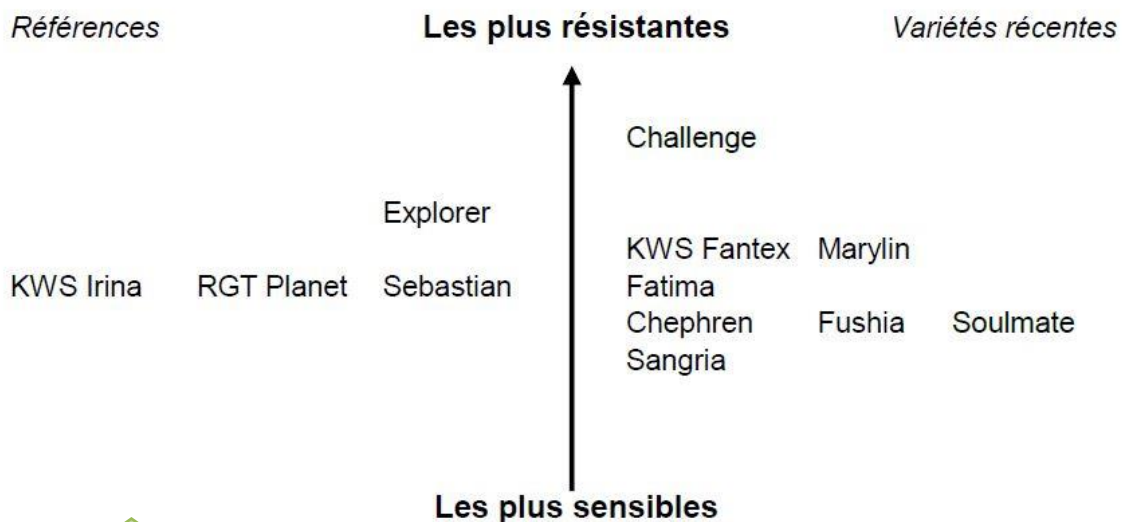 Références Les plus résistantes Variétés récentes
Challenge
Explorer
KWS Fantex Marylin
KWS Irina RGT Planet Sebastian Fatima
Chephren Fushia Soulmate
Sangria
Les plus sensibles